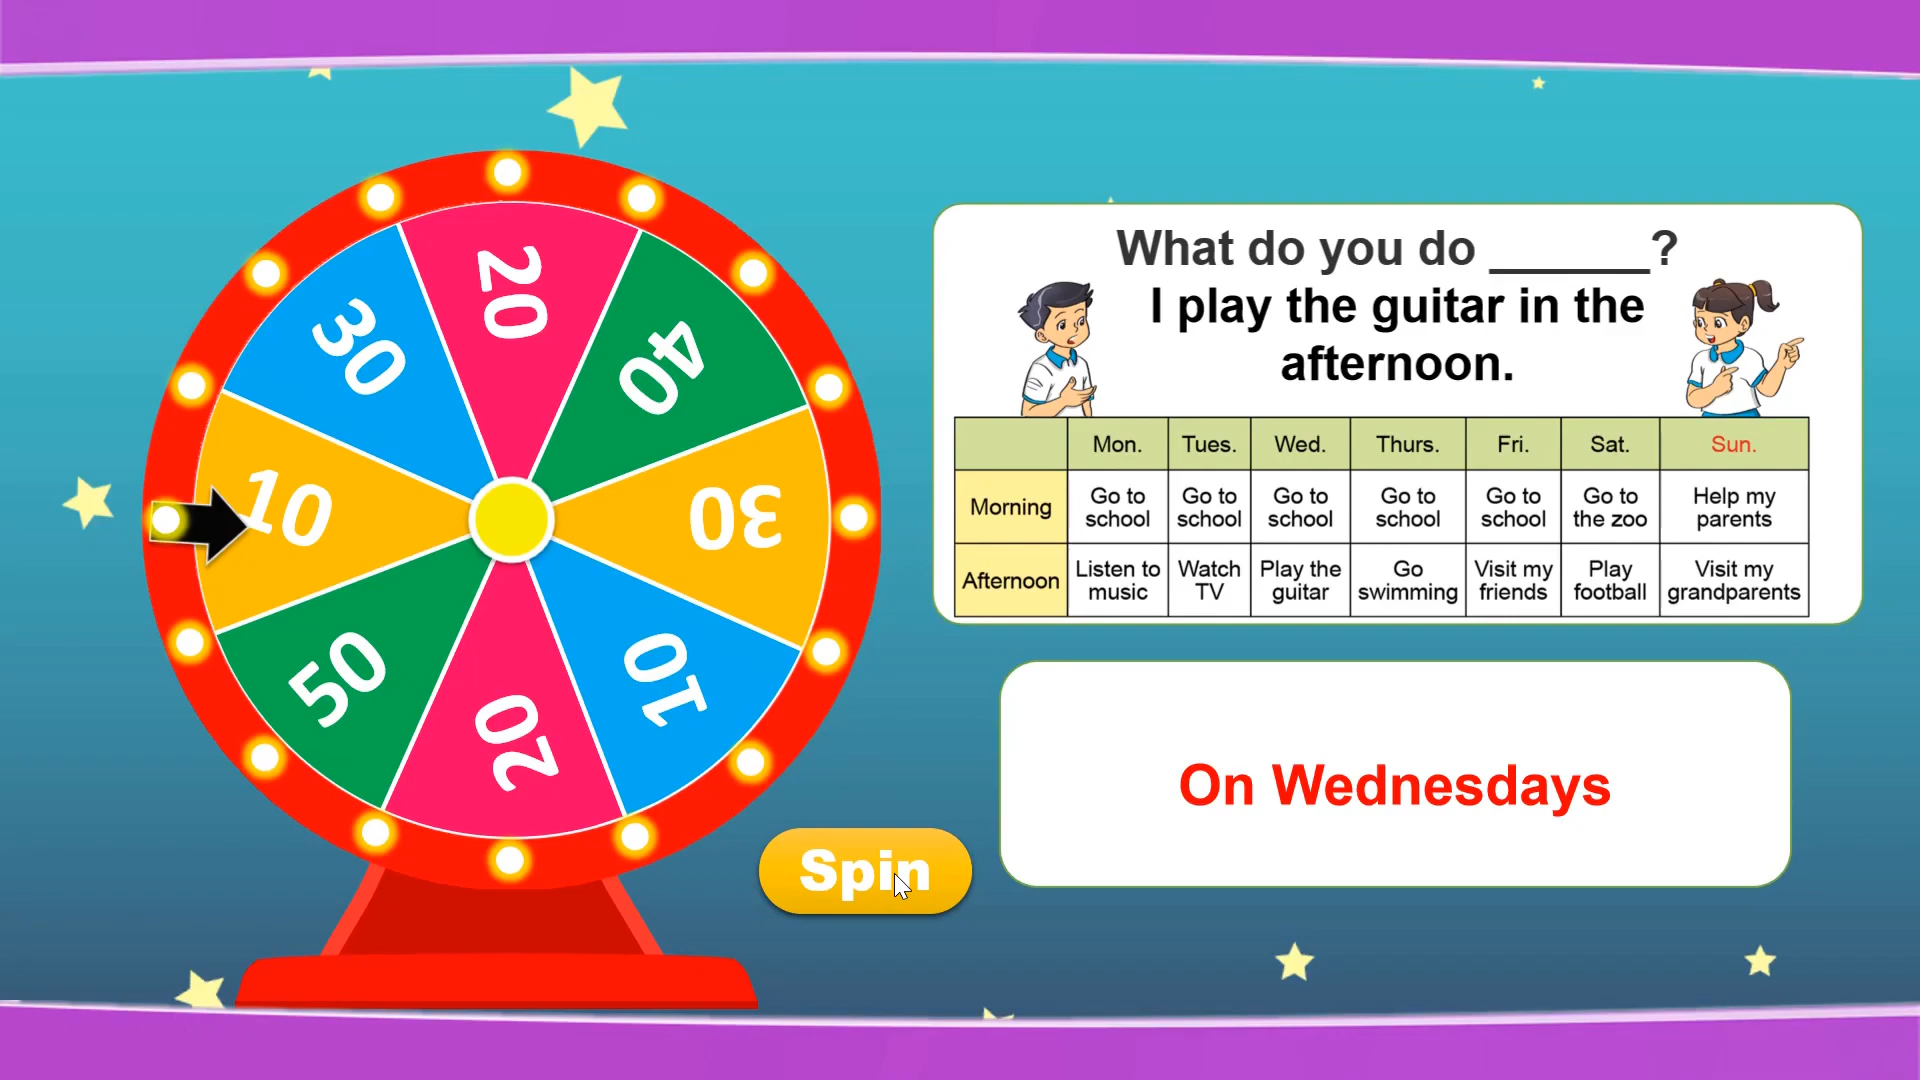 What do you do ______?
I play the guitar in the
afternoon.
Mon. Tues. Wed. Thurs. Fri. Sat. Sun.
Morning Go to school Go to school Go to school Go to school Go to school Go to the zoo Help my parents
Afternoon Listen to music Watch TV Play the guitar Go swimming Visit my friends Play football Visit my grandparents
20
40
30
10
20
50
10
30
On Wednesdays
Spin